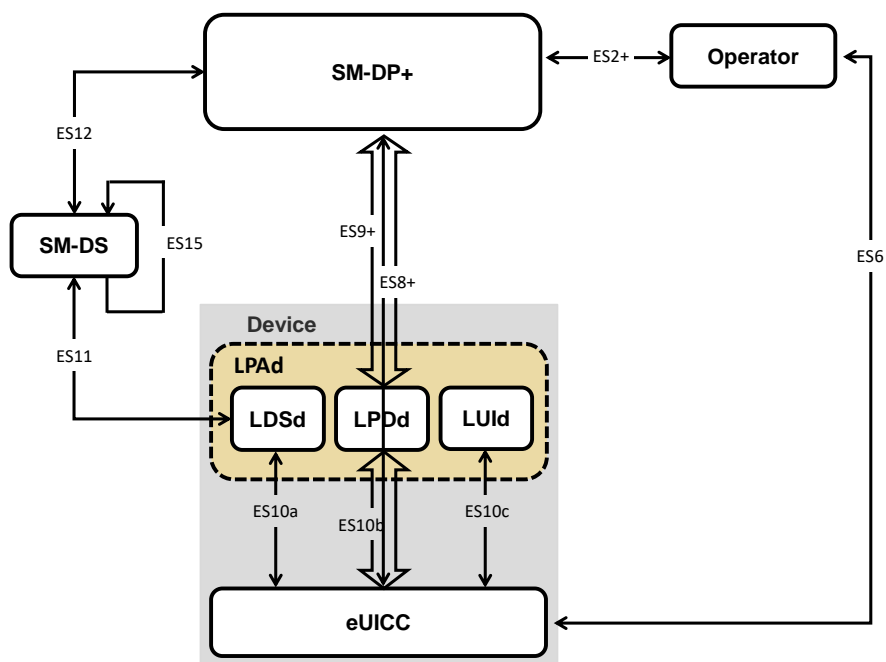 SM-DP+
ES2+
Operator
ES12
SM-DS
ES15
ES9+
ES8+
ES6
ES11
Device
LPAd
LDSd
LPDd
LUId
ES10a
ES10b
ES10c
eUICC